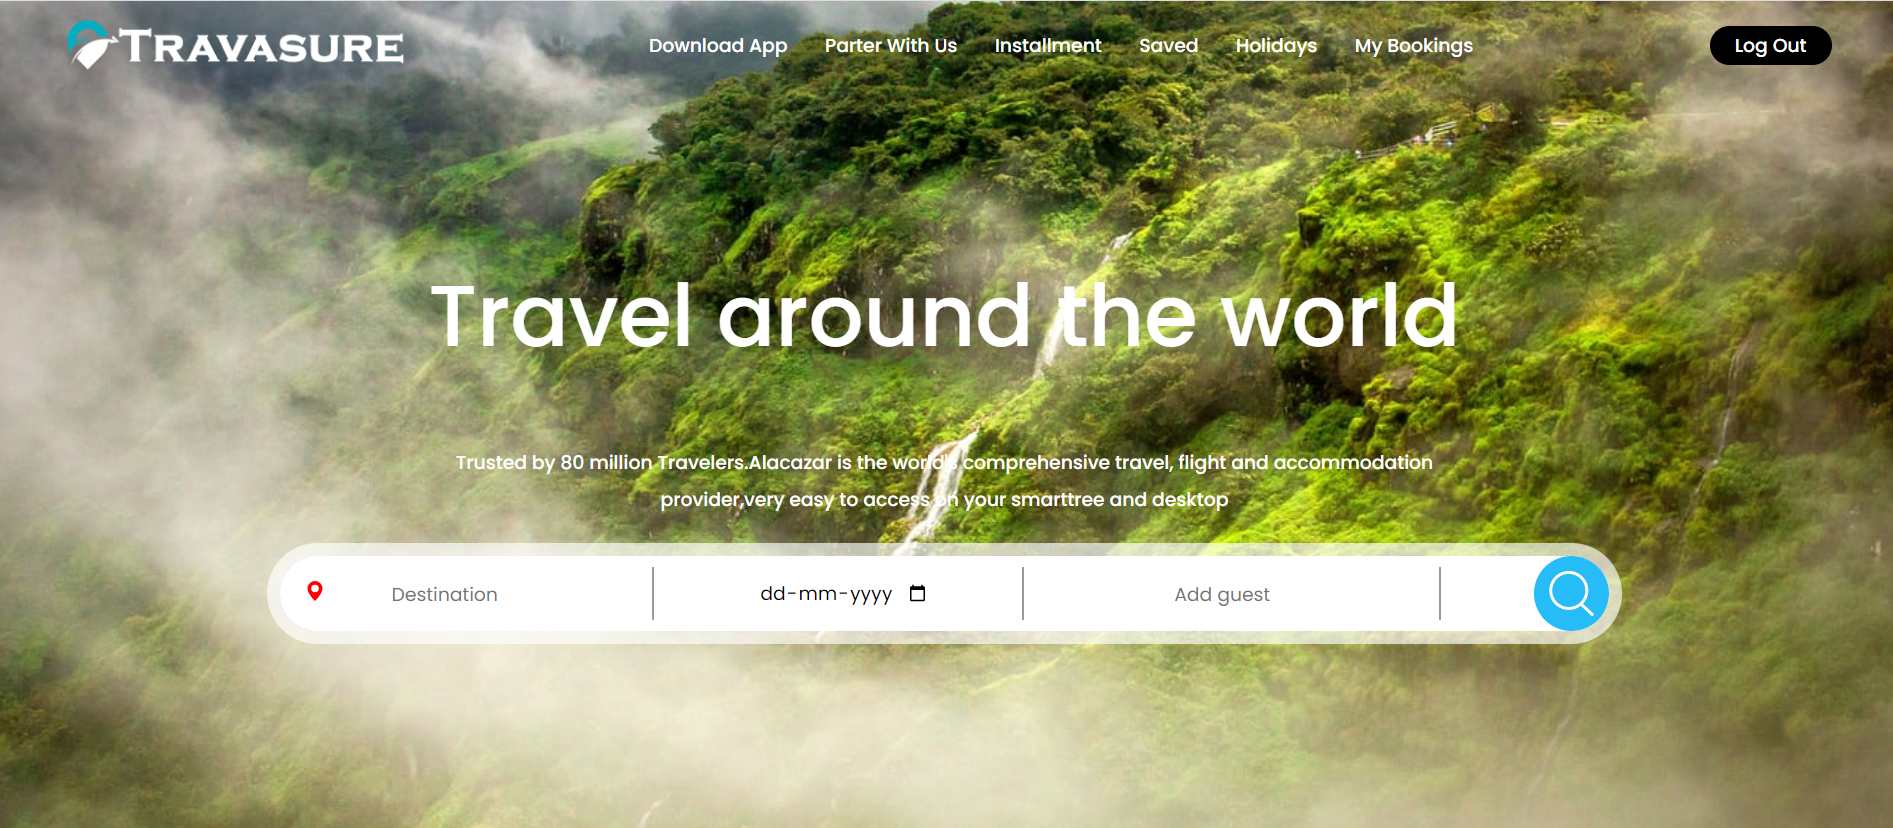 TRAVASURE
Download App
Parter With Us
Installment
Saved
Holidays
My Bookings
Log Out
Travel around the world
Trusted by 80 million Travelers.Alacazar is the world's comprehensive travel, flight and accommodation
provider,very easy to access on your smarttree and desktop
Destination
dd-mm-yyyy
Add guest